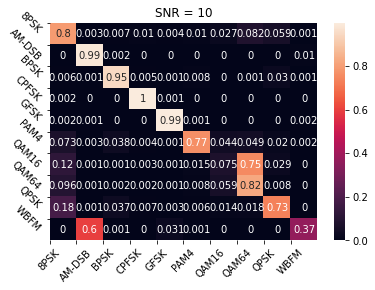 SNR = 10
8PSK 0.8 0.003 0.007 0.01 0.004 0.01 0.027 0.082 0.059 0.001
AM-DSB 0 0.99 0.002 0 0 0 0 0 0 0.01
BPSK 0.006 0.001 0.95 0.005 0.001 0.008 0 0.001 0.03 0.001
CPFSK 0.002 0 0 1 0 0 0 0 0 0
GFSK 0.002 0 0 0 0.99 0.001 0 0 0 0.002
PAM4 0.073 0.003 0.038 0.004 0.001 0.77 0.044 0.049 0.02 0.002
QAM16 0.12 0.001 0.001 0.003 0.001 0.015 0.075 0.75 0.029 0
QAM64 0.096 0.001 0.002 0.002 0 0.008 0.059 0.82 0.008 0
QPSK 0.18 0.001 0.037 0.007 0.003 0.006 0.014 0.018 0.73 0
WBFM 0 0.6 0.001 0 0.031 0.001 0 0 0 0.37
8PSK AM-DSB BPSK CPFSK GFSK PAM4 QAM16 QAM64 QPSK WBFM
0.8
0.6
0.4
0.2
0.0